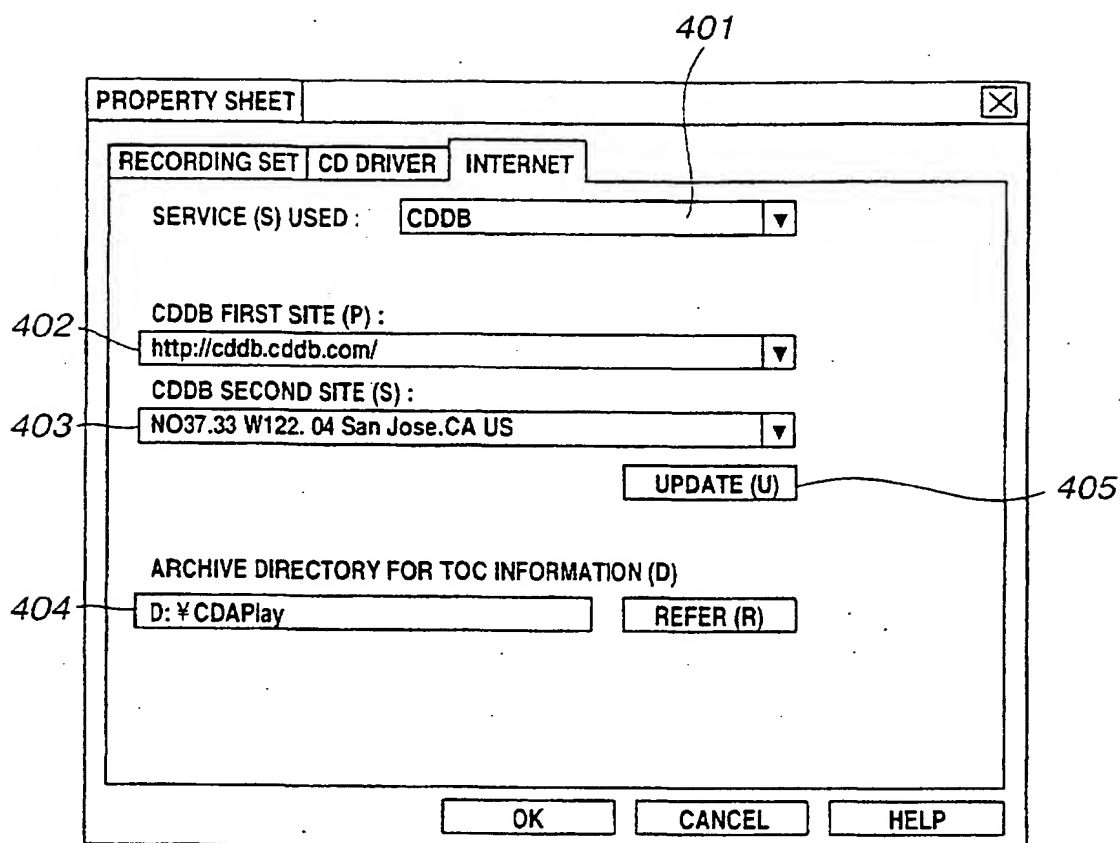 401
PROPERTY SHEET
RECORDING SET CD DRIVER INTERNET
SERVICE (S) USED : CDDB
CDDB FIRST SITE (P) :
402
http://cddb.cddb.com/
CDDB SECOND SITE (S) :
403
NO37.33 W122. 04 San Jose.CA US
UPDATE (U)
405
ARCHIVE DIRECTORY FOR TOC INFORMATION (D)
404
D: ¥ CDAPlay REFER (R)
OK CANCEL HELP